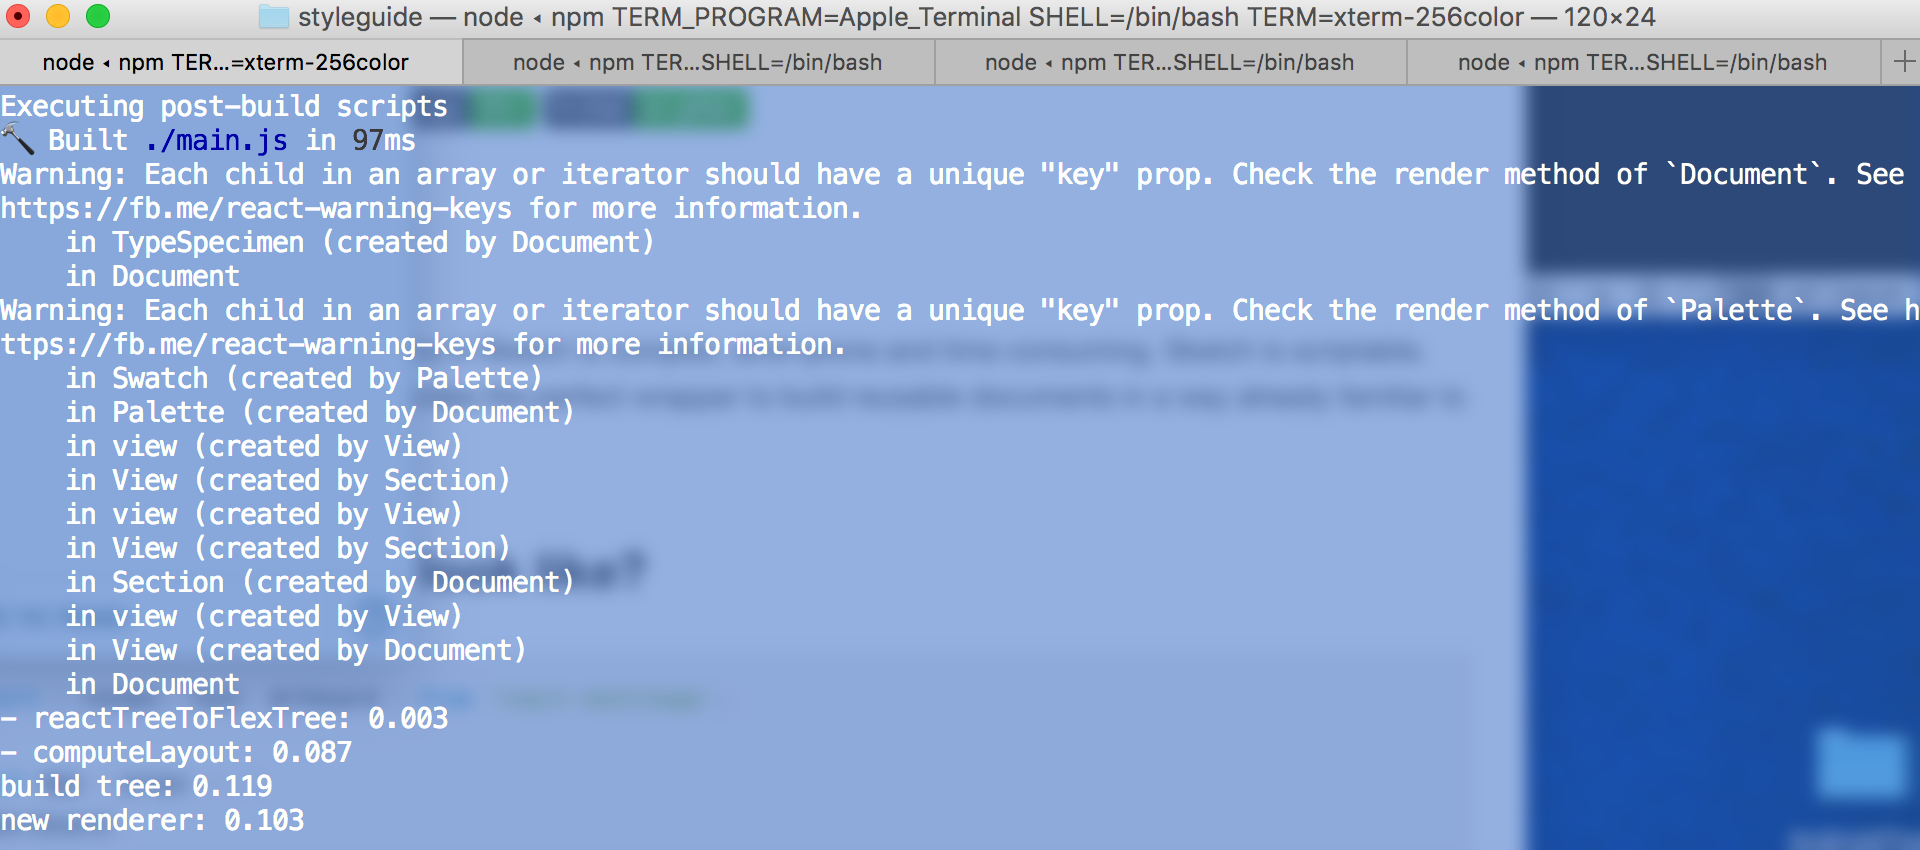 styleguide — node ◂ npm TERM_PROGRAM=Apple_Terminal SHELL=/bin/bash TERM=xterm-256color — 120×24
node ◂ npm TER...=xterm-256color
node ◂ npm TER...SHELL=/bin/bash
node ◂ npm TER...SHELL=/bin/bash
node ◂ npm TER...SHELL=/bin/bash
Executing post-build scripts
🔨 Built ./main.js in 97ms
Warning: Each child in an array or iterator should have a unique "key" prop. Check the render method of `Document`. See
https://fb.me/react-warning-keys for more information.
    in TypeSpecimen (created by Document)
    in Document
Warning: Each child in an array or iterator should have a unique "key" prop. Check the render method of `Palette`. See h
ttps://fb.me/react-warning-keys for more information.
    in Swatch (created by Palette)
    in Palette (created by Document)
    in view (created by View)
    in View (created by Section)
    in view (created by View)
    in View (created by Section)
    in Section (created by Document)
    in view (created by View)
    in View (created by Document)
    in Document
- reactTreeToFlexTree: 0.003
- computeLayout: 0.087
build tree: 0.119
new renderer: 0.103